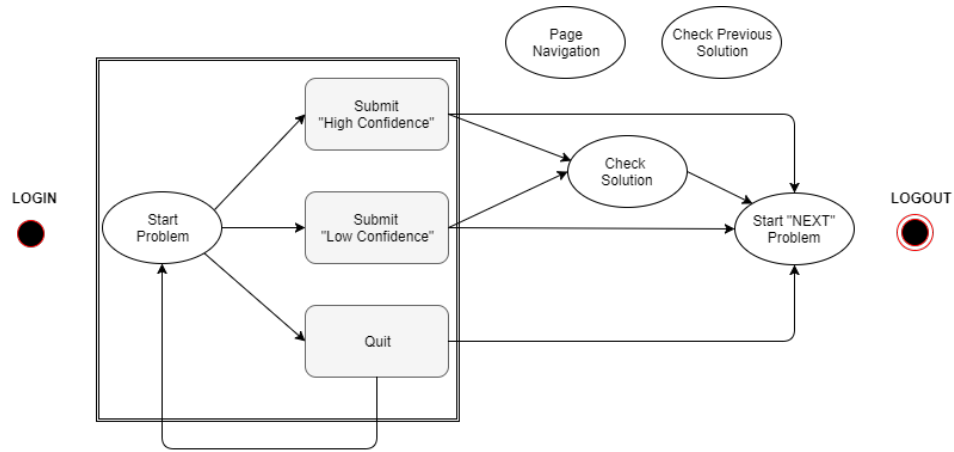 Page
Navigation
Check Previous
Solution
Submit
"High Confidence"
Check
Solution
LOGIN
LOGOUT
Start
Problem
Submit
"Low Confidence"
Start "NEXT"
Problem
Quit